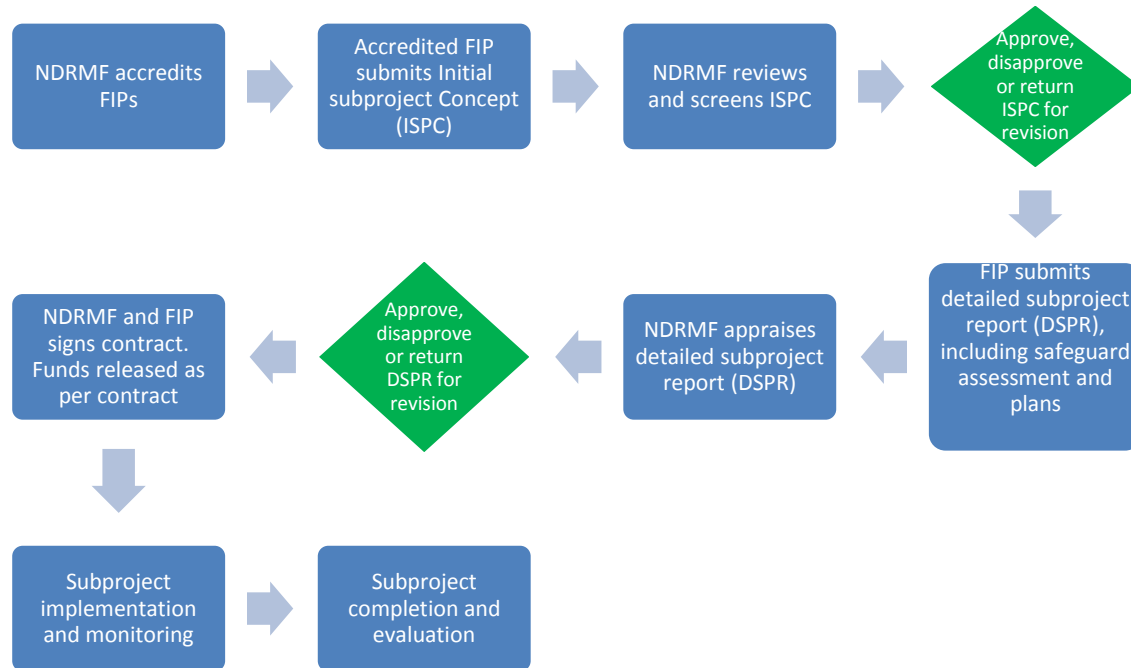 NDRMF accredits
FIPs
Accredited FIP
submits Initial
subproject Concept
(ISPC)
NDRMF reviews
and screens ISPC
Approve,
disapprove
or return
ISPC for
revision
FIP submits
detailed subproject
report (DSPR),
including safeguard
assessment and
plans
NDRMF appraises
detailed subproject
report (DSPR)
Approve,
disapprove
or return
DSPR for
revision
NDRMF and FIP
signs contract.
Funds released as
per contract
Subproject
implementation
and monitoring
Subproject
completion and
evaluation